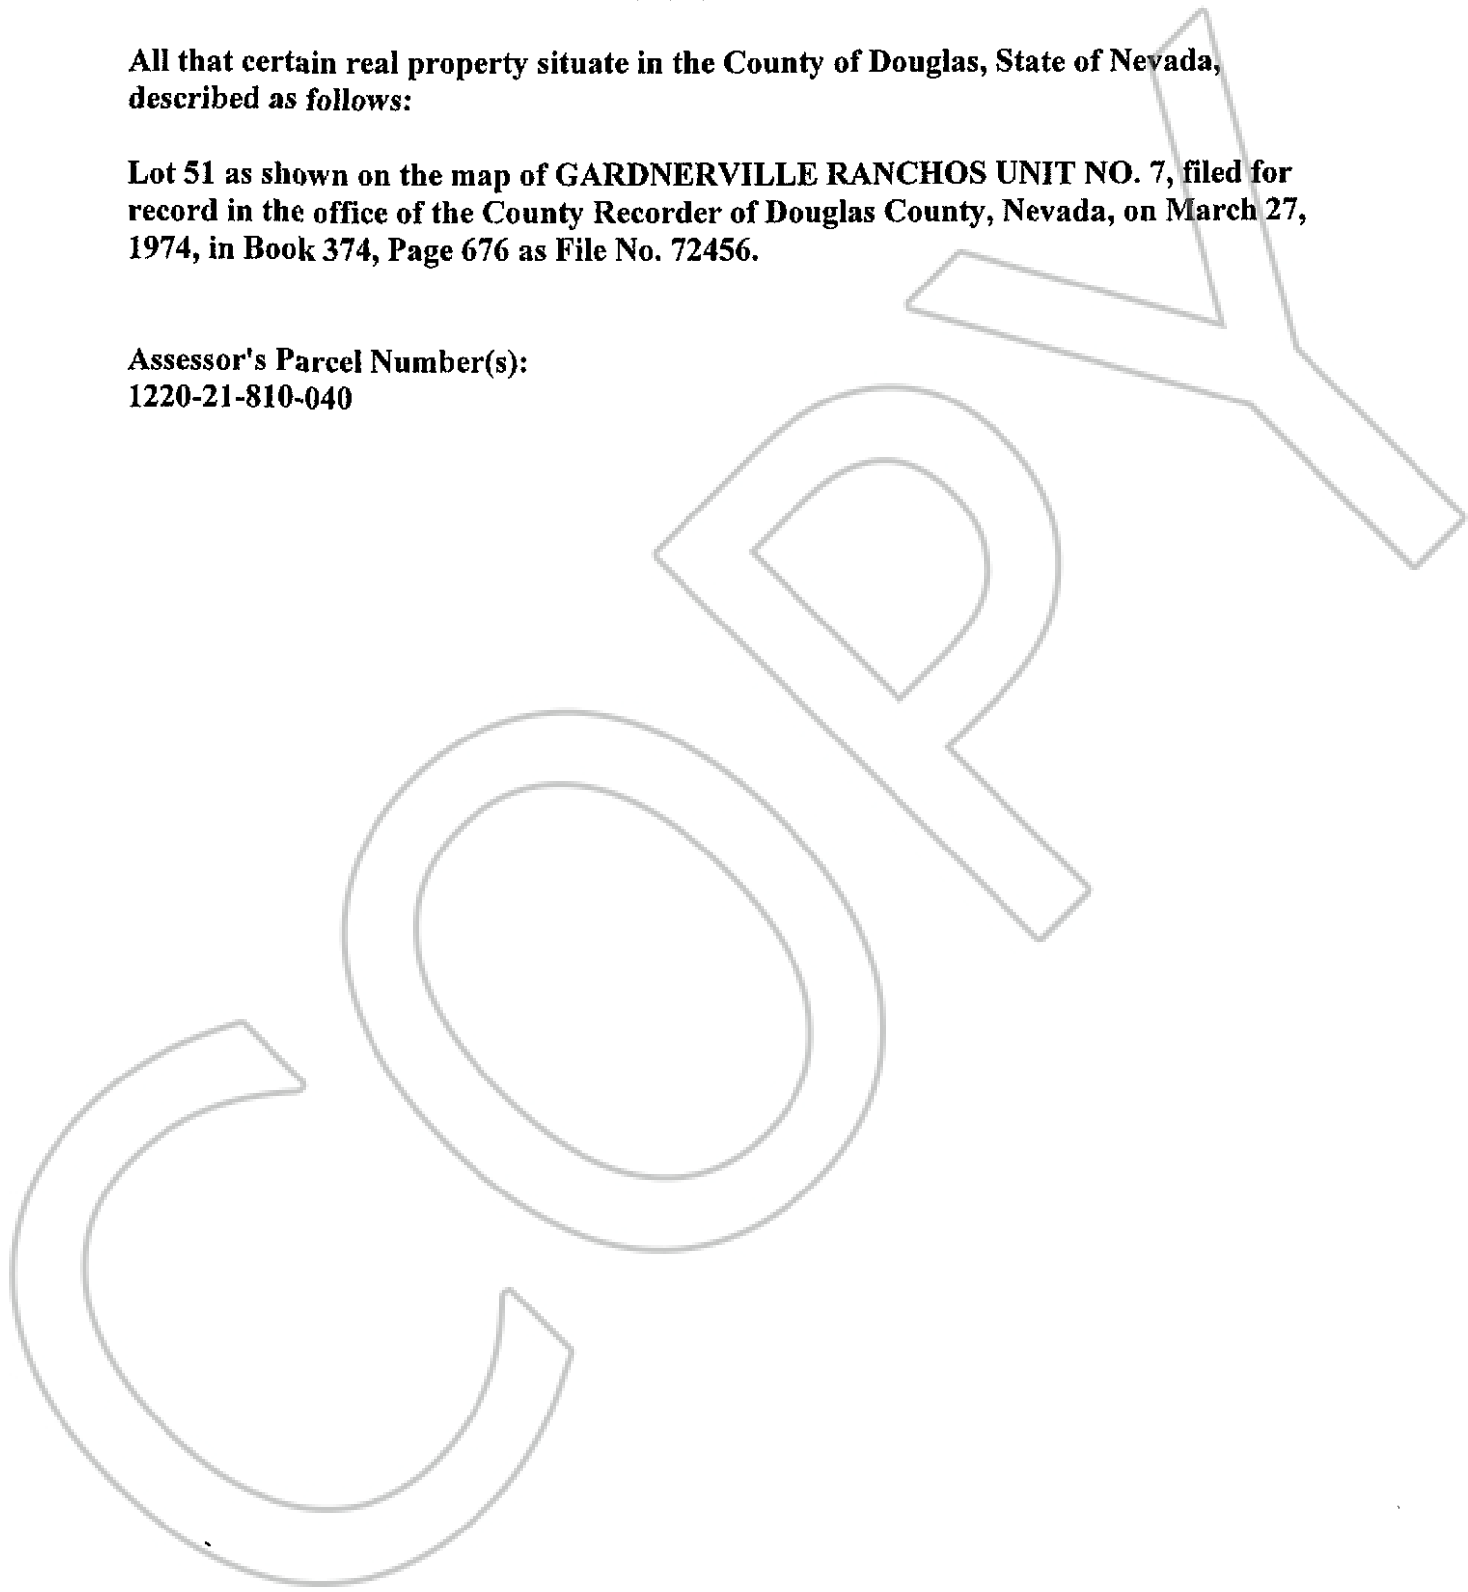 All that certain real property situate in the County of Douglas, State of Nevada,
described as follows:
Lot 51 as shown on the map of GARDNERVILLE RANCHOS UNIT NO. 7, filed for
record in the office of the County Recorder of Douglas County, Nevada, on March 27,
1974, in Book 374, Page 676 as File No. 72456.
Assessor's Parcel Number(s):
1220-21-810-040
COPY